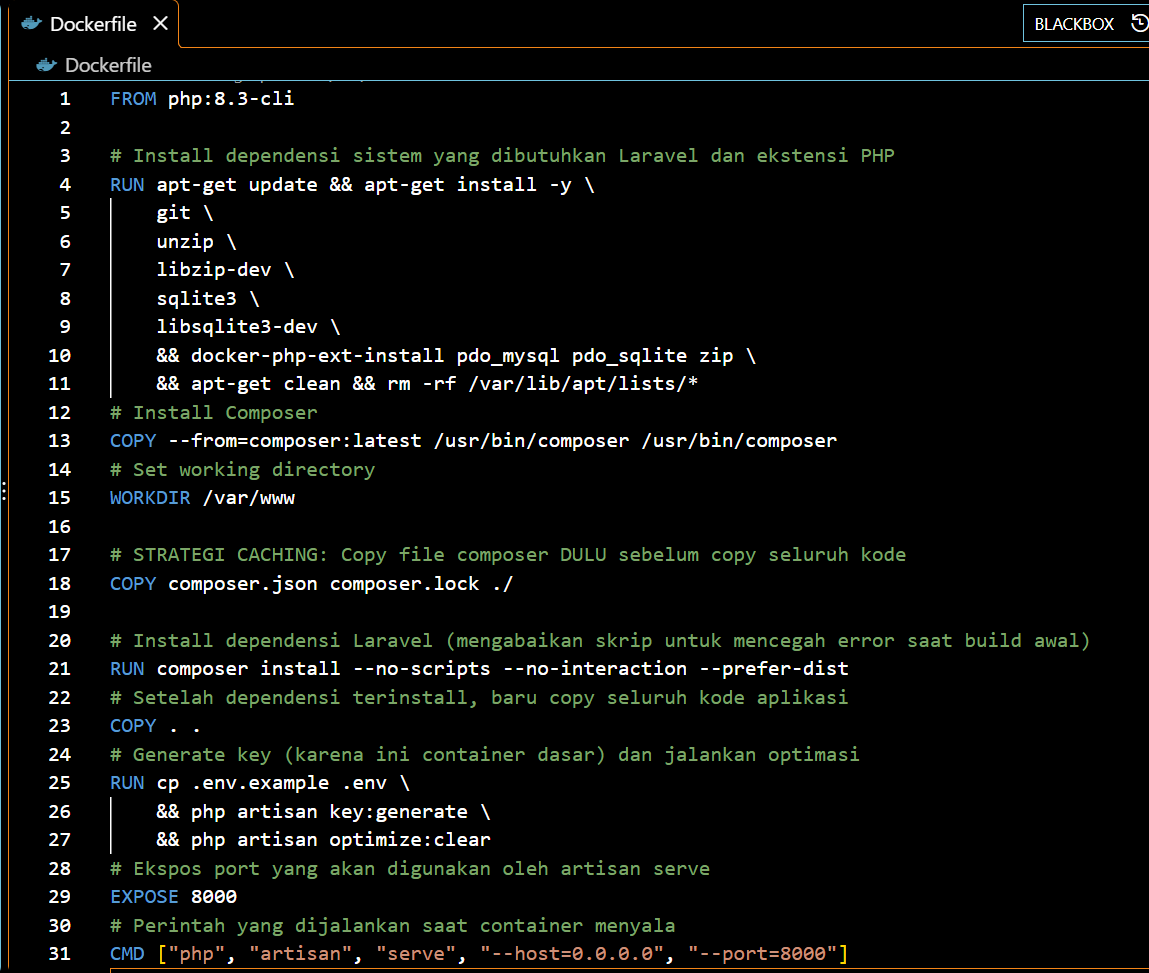 Dockerfile
BLACKBOX
Dockerfile
1 FROM php:8.3-cli
2
3 # Install dependensi sistem yang dibutuhkan Laravel dan ekstensi PHP
4 RUN apt-get update && apt-get install -y \
5 git \
6 unzip \
7 libzip-dev \
8 sqlite3 \
9 libsqlite3-dev \
10 && docker-php-ext-install pdo_mysql pdo_sqlite zip \
11 && apt-get clean && rm -rf /var/lib/apt/lists/*
12 # Install Composer
13 COPY --from=composer:latest /usr/bin/composer /usr/bin/composer
14 # Set working directory
15 WORKDIR /var/www
16
17 # STRATEGI CACHING: Copy file composer DULU sebelum copy seluruh kode
18 COPY composer.json composer.lock ./
19
20 # Install dependensi Laravel (mengabaikan skrip untuk mencegah error saat build awal)
21 RUN composer install --no-scripts --no-interaction --prefer-dist
22 # Setelah dependensi terinstall, baru copy seluruh kode aplikasi
23 COPY . .
24 # Generate key (karena ini container dasar) dan jalankan optimasi
25 RUN cp .env.example .env \
26 && php artisan key:generate \
27 && php artisan optimize:clear
28 # Ekspos port yang akan digunakan oleh artisan serve
29 EXPOSE 8000
30 # Perintah yang dijalankan saat container menyala
31 CMD ["php", "artisan", "serve", "--host=0.0.0.0", "--port=8000"]